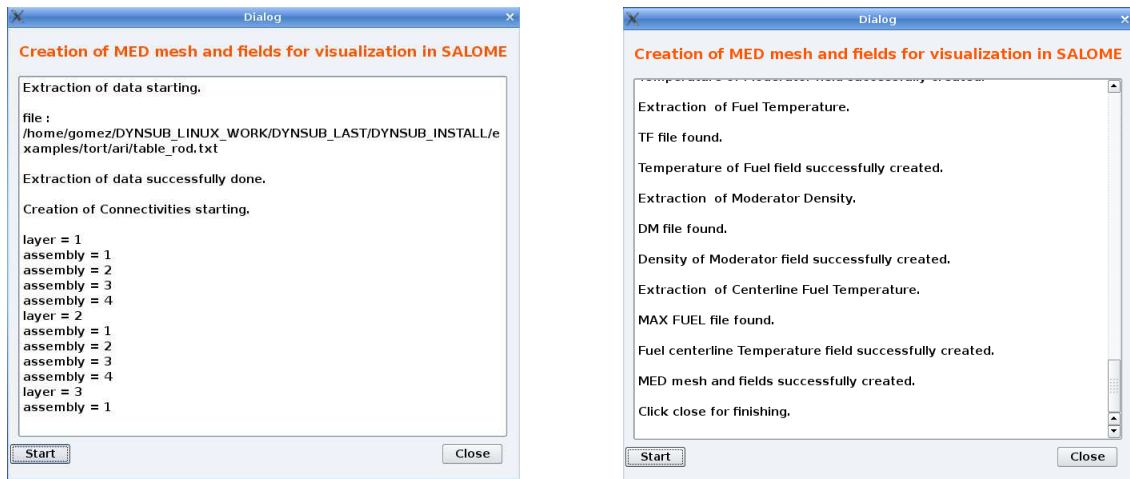 Dialog
Creation of MED mesh and fields for visualization in SALOME
Extraction of data starting.
file :
/home/gomez/DYNSUB_LINUX_WORK/DYNSUB_LAST/DYNSUB_INSTALL/e
xamples/tort/ari/table_rod.txt
Extraction of data successfully done.
Creation of Connectivities starting.
layer = 1
assembly = 1
assembly = 2
assembly = 3
assembly = 4
layer = 2
assembly = 1
assembly = 2
assembly = 3
assembly = 4
layer = 3
assembly = 1
Start
Close
Dialog
Creation of MED mesh and fields for visualization in SALOME
Temperature of Moderator field successfully created.
Extraction  of Fuel Temperature.
TF file found.
Temperature of Fuel field successfully created.
Extraction  of Moderator Density.
DM file found.
Density of Moderator field successfully created.
Extraction  of Centerline Fuel Temperature.
MAX FUEL file found.
Fuel centerline Temperature field successfully created.
MED mesh and fields successfully created.
Click close for finishing.
Start
Close